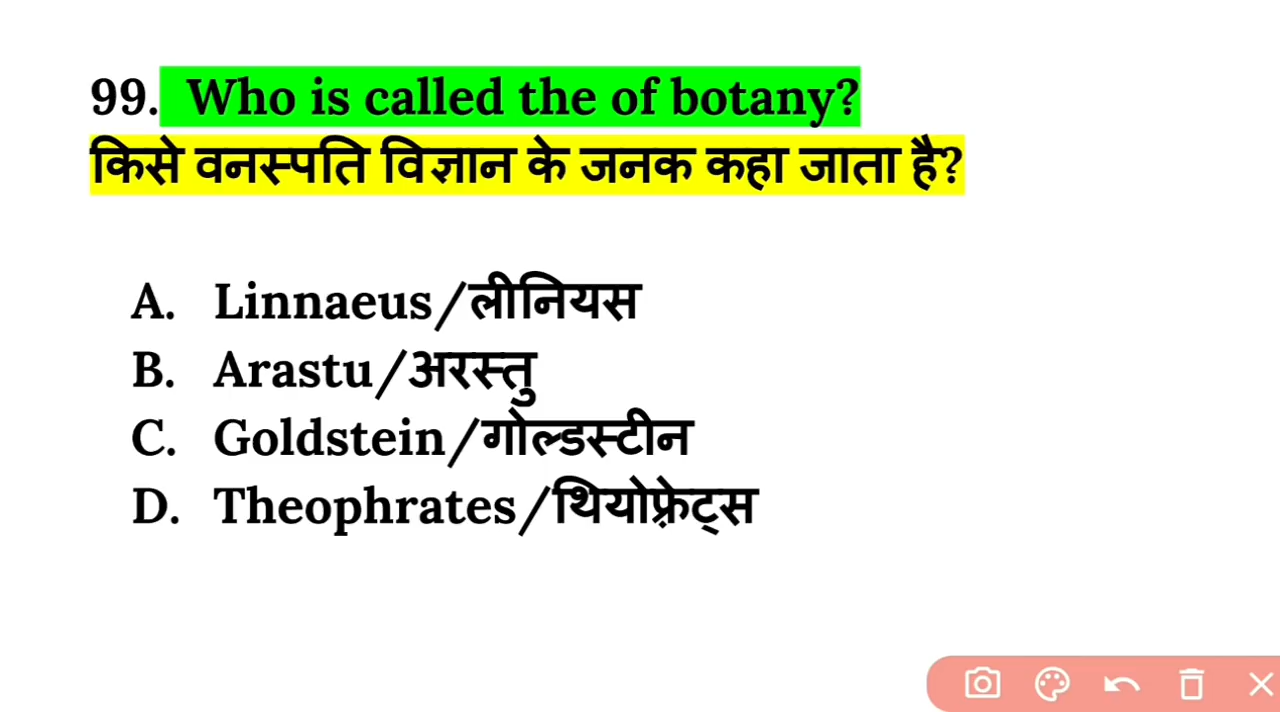 99. Who is called the of botany?
किसे वनस्पति विज्ञान के जनक कहा जाता है?
A. Linnaeus/लीनियस
B. Arastu/अरस्तु
C. Goldstein/गोल्डस्टीन
D. Theophrates/थियोफ़्रेट्स